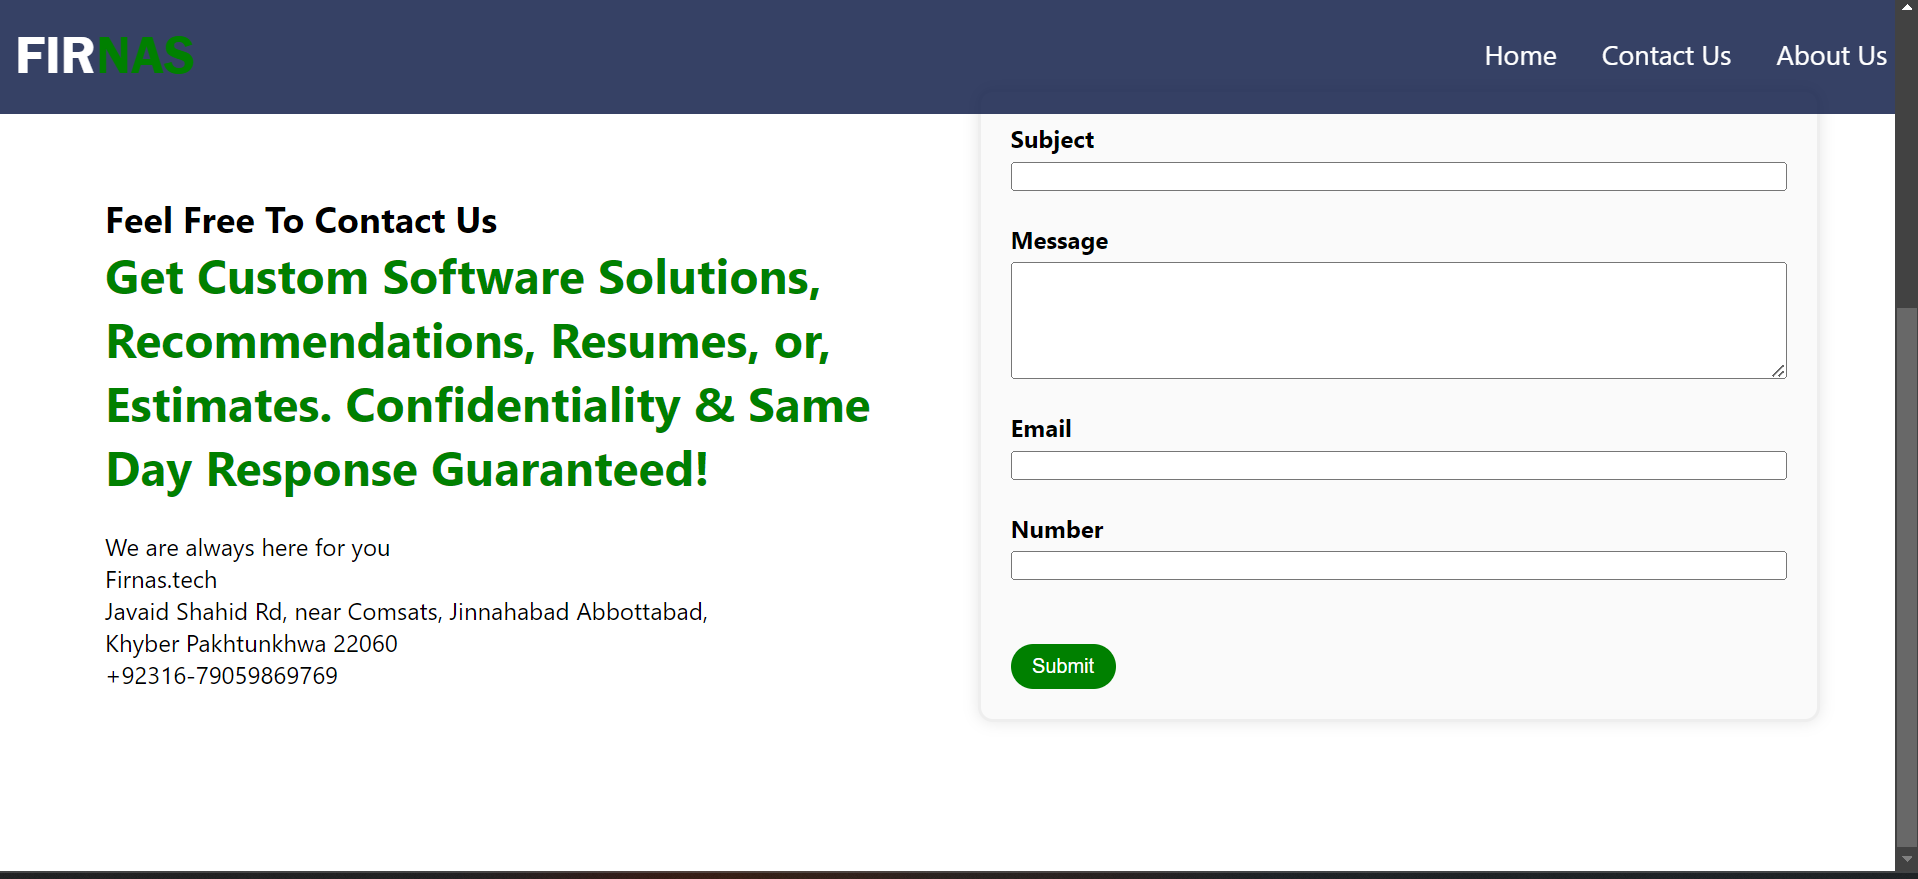 FIRNAS
Home Contact Us About Us
Feel Free To Contact Us
Get Custom Software Solutions,
Recommendations, Resumes, or,
Estimates. Confidentiality & Same
Day Response Guaranteed!
We are always here for you
Firnas.tech
Javaid Shahid Rd, near Comsats, Jinnahabad Abbottabad,
Khyber Pakhtunkhwa 22060
+92316-79059869769
Subject
Message
Email
Number
Submit